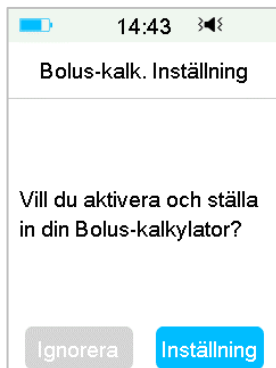 14:43
Bolus-kalk. Inställning
Vill du aktivera och ställa
in din Bolus-kalkylator?
Ignorera Inställning